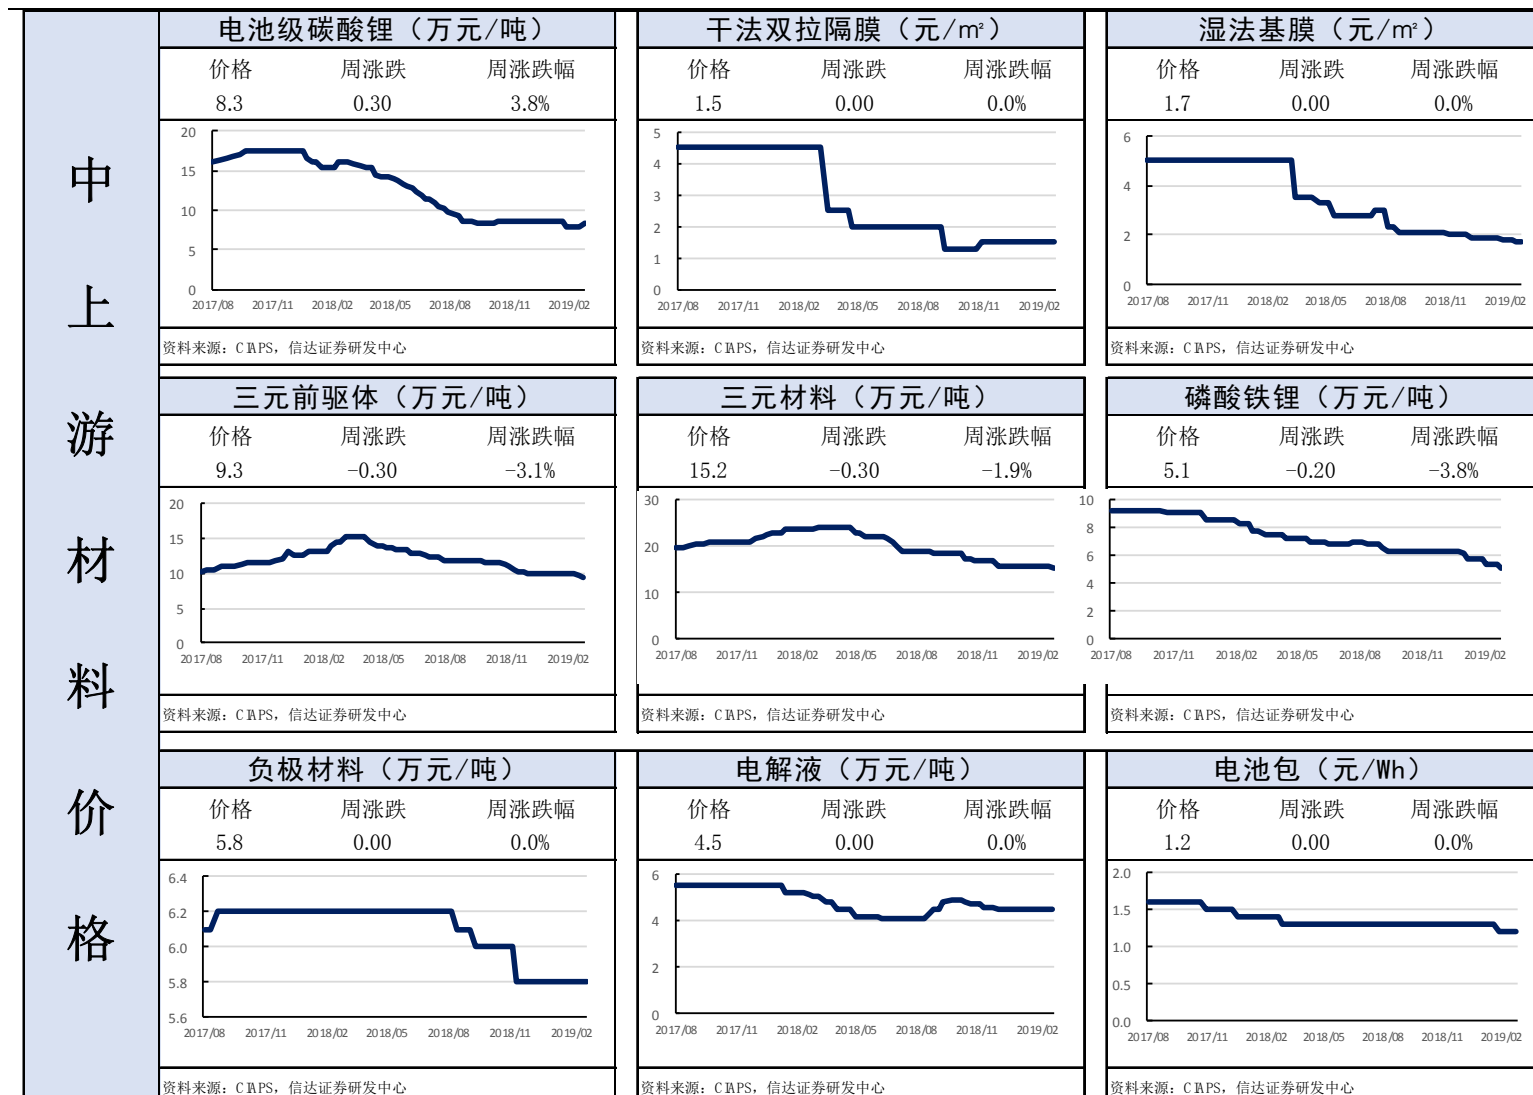 中上游材料价格
电池级碳酸锂（万元/吨）
价格 周涨跌 周涨跌幅
8.3 0.30 3.8%
20
15
10
5
0
2017/08 2017/11 2018/02 2018/05 2018/08 2018/11 2019/02
资料来源：CIAPS，信达证券研发中心
干法双拉隔膜（元/㎡）
价格 周涨跌 周涨跌幅
1.5 0.00 0.0%
5
4
3
2
1
0
2017/08 2017/11 2018/02 2018/05 2018/08 2018/11 2019/02
资料来源：CIAPS，信达证券研发中心
湿法基膜（元/㎡）
价格 周涨跌 周涨跌幅
1.7 0.00 0.0%
6
4
2
0
2017/08 2017/11 2018/02 2018/05 2018/08 2018/11 2019/02
资料来源：CIAPS，信达证券研发中心
三元前驱体（万元/吨）
价格 周涨跌 周涨跌幅
9.3 -0.30 -3.1%
20
15
10
5
0
2017/08 2017/11 2018/02 2018/05 2018/08 2018/11 2019/02
资料来源：CIAPS，信达证券研发中心
三元材料（万元/吨）
价格 周涨跌 周涨跌幅
15.2 -0.30 -1.9%
30
20
10
0
2017/08 2017/11 2018/02 2018/05 2018/08 2018/11 2019/02
资料来源：CIAPS，信达证券研发中心
磷酸铁锂（万元/吨）
价格 周涨跌 周涨跌幅
5.1 -0.20 -3.8%
10
8
6
4
2
0
2017/08 2017/11 2018/02 2018/05 2018/08 2018/11 2019/02
资料来源：CIAPS，信达证券研发中心
负极材料（万元/吨）
价格 周涨跌 周涨跌幅
5.8 0.00 0.0%
6.4
6.2
6.0
5.8
5.6
2017/08 2017/11 2018/02 2018/05 2018/08 2018/11 2019/02
资料来源：CIAPS，信达证券研发中心
电解液（万元/吨）
价格 周涨跌 周涨跌幅
4.5 0.00 0.0%
6
4
2
0
2017/08 2017/11 2018/02 2018/05 2018/08 2018/11 2019/02
资料来源：CIAPS，信达证券研发中心
电池包（元/Wh）
价格 周涨跌 周涨跌幅
1.2 0.00 0.0%
2.0
1.5
1.0
0.5
0.0
2017/08 2017/11 2018/02 2018/05 2018/08 2018/11 2019/02
资料来源：CIAPS，信达证券研发中心